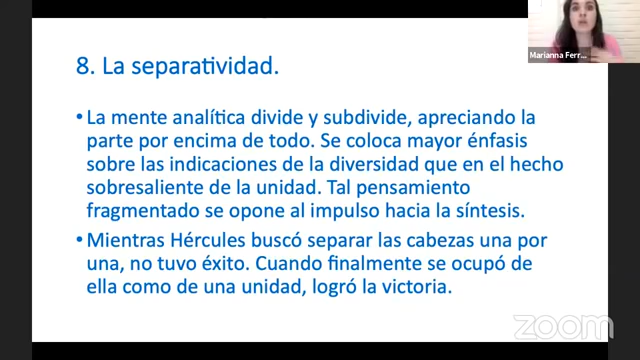 8. La separatividad.
Marianna Ferr...
• La mente analítica divide y subdivide, apreciando la
parte por encima de todo. Se coloca mayor énfasis
sobre las indicaciones de la diversidad que en el hecho
sobresaliente de la unidad. Tal pensamiento
fragmentado se opone al impulso hacia la síntesis.
• Mientras Hércules buscó separar las cabezas una por
una, no tuvo éxito. Cuando finalmente se ocupó de
ella como de una unidad, logró la victoria.
zoom